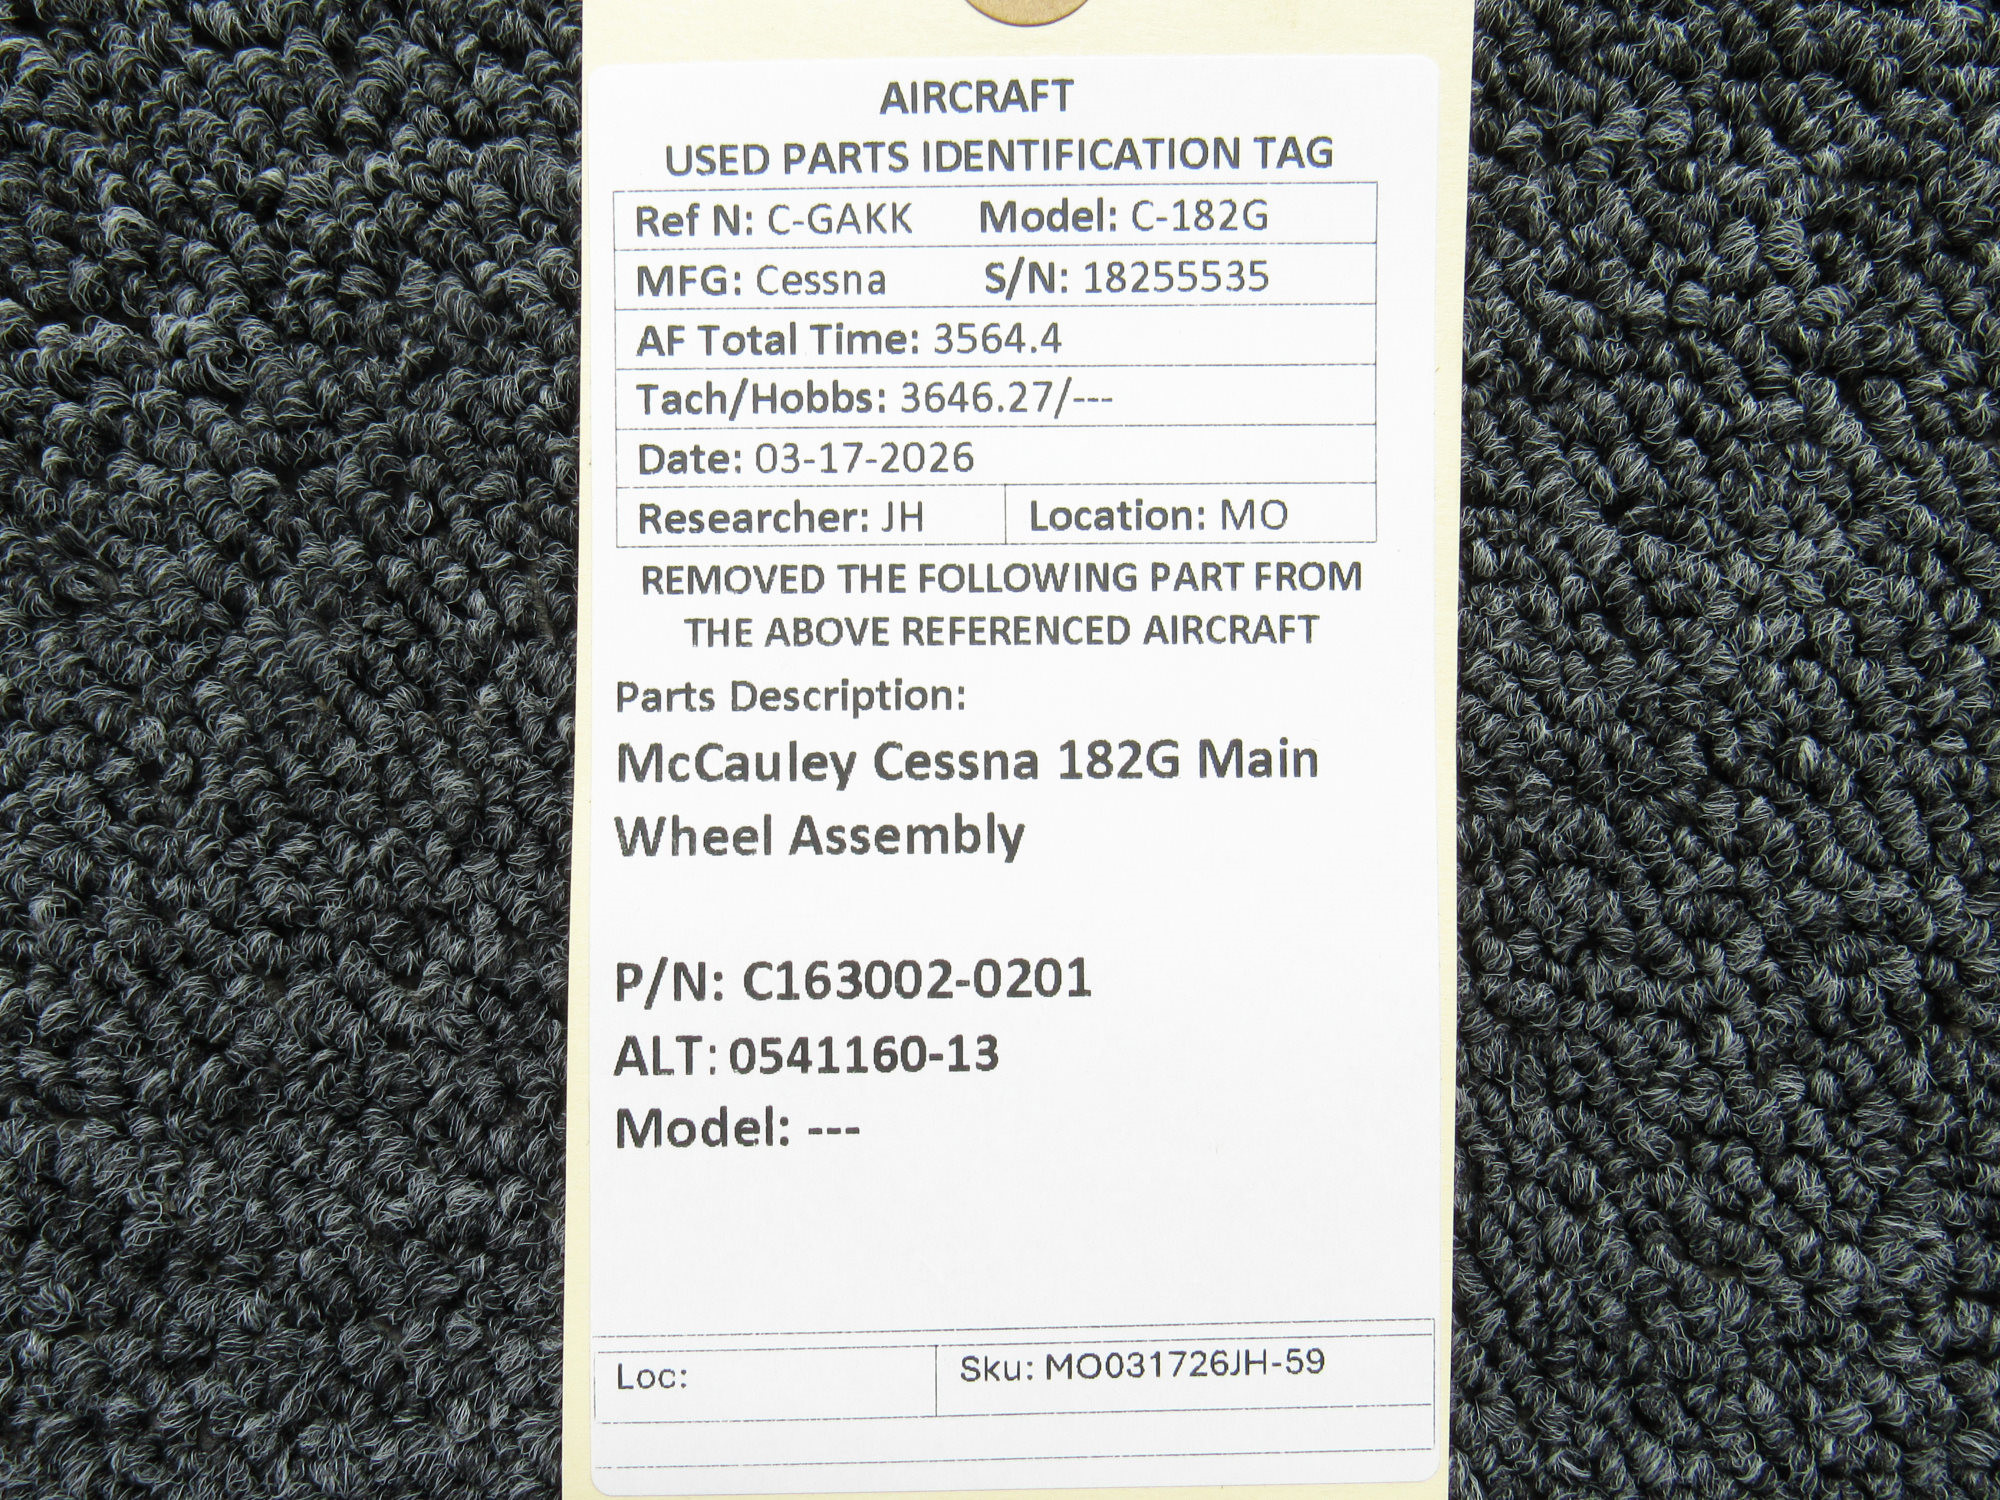 AIRCRAFT
USED PARTS IDENTIFICATION TAG
Ref N: C-GAKK Model: C-182G
MFG: Cessna S/N: 18255535
AF Total Time: 3564.4
Tach/Hobbs: 3646.27/---
Date: 03-17-2026
Researcher: JH Location: MO
REMOVED THE FOLLOWING PART FROM
THE ABOVE REFERENCED AIRCRAFT
Parts Description:
McCauley Cessna 182G Main
Wheel Assembly
P/N: C163002-0201
ALT: 0541160-13
Model: ---
Loc: Sku: MO031726JH-59